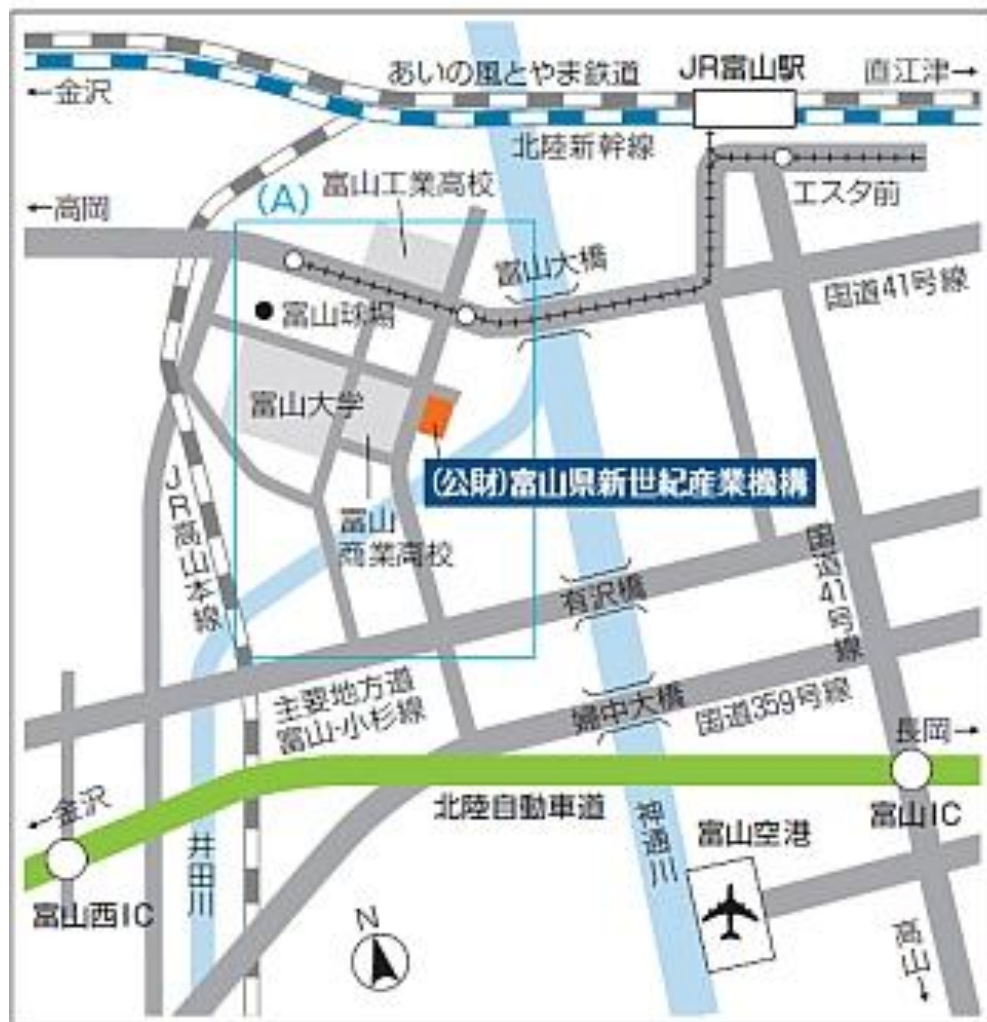 あいの風とやま鉄道
JR富山駅
直江津→
←金沢
北陸新幹線
富山工業高校
エスタ前
(A)
←高岡
富山大橋
国道41号線
富山球場
富山大学
(公財)富山県新世紀産業機構
富山
商業高校
JR高山本線
有沢橋
国道41号線
主要地方道
富山・小杉線
婦中大橋
国道359号線
長岡→
←金沢
北陸自動車道
富山IC
井田川
神通川
富山空港
富山西IC
N
高山→